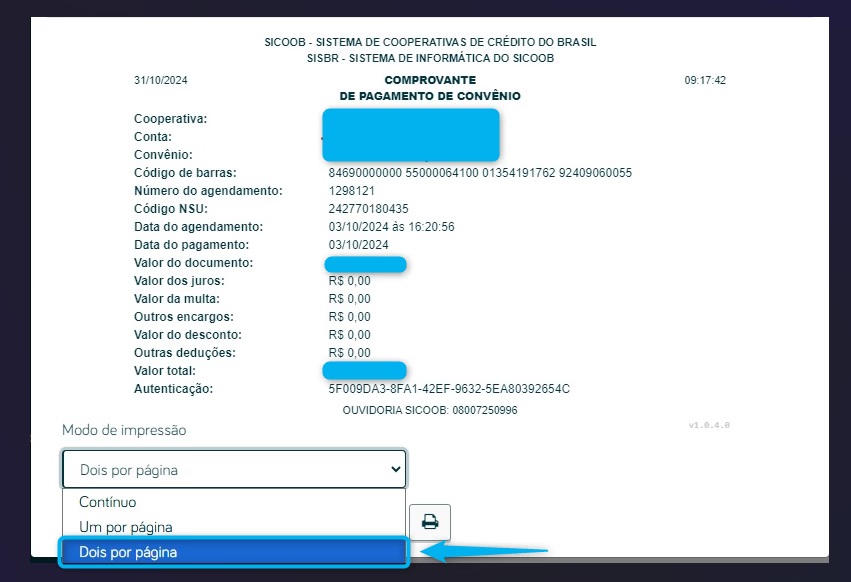 SICOOB - SISTEMA DE COOPERATIVAS DE CRÉDITO DO BRASIL
SISBR - SISTEMA DE INFORMÁTICA DO SICOOB
31/10/2024 COMPROVANTE 09:17:42
DE PAGAMENTO DE CONVÊNIO
Cooperativa:
Conta:
Convênio:
Código de barras: 84690000000 55000064100 01354191762 92409060055
Número do agendamento: 1298121
Código NSU: 242770180435
Data do agendamento: 03/10/2024 às 16:20:56
Data do pagamento: 03/10/2024
Valor do documento:
Valor dos juros: R$ 0,00
Valor da multa: R$ 0,00
Outros encargos: R$ 0,00
Valor do desconto: R$ 0,00
Outras deduções: R$ 0,00
Valor total:
Autenticação: 5F009DA3-8FA1-42EF-9632-5EA80392654C
OUVIDORIA SICOOB: 08007250996
v1.0.4.0
Modo de impressão
Dois por página
Contínuo
Um por página
Dois por página